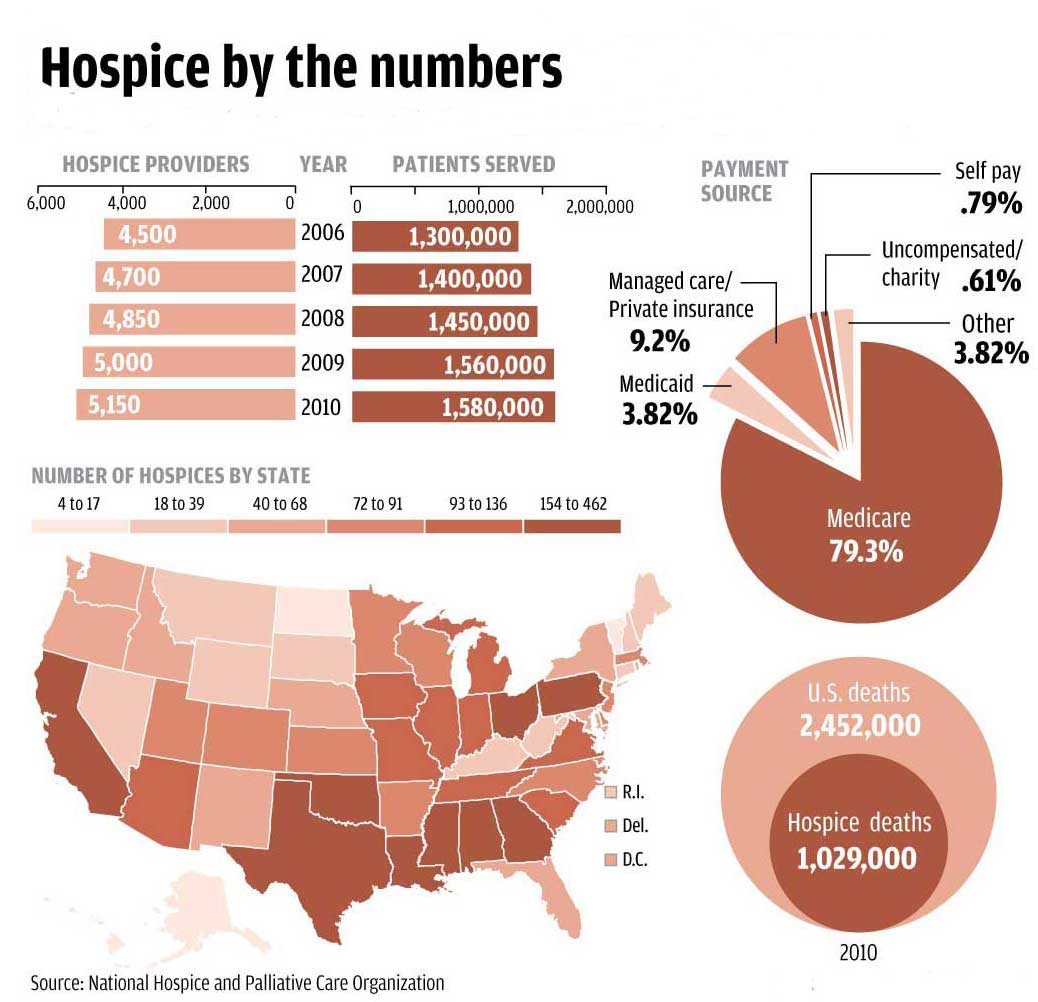 Hospice by the numbers
HOSPICE PROVIDERS
YEAR
PATIENTS SERVED
6,000
4,000
2,000
0
0
1,000,000
2,000,000
4,500
2006
1,300,000
4,700
2007
1,400,000
4,850
2008
1,450,000
5,000
2009
1,560,000
5,150
2010
1,580,000
PAYMENT
SOURCE
Self pay
.79%
Uncompensated/
charity .61%
Managed care/
Private insurance
9.2%
Other
3.82%
Medicaid
3.82%
Medicare
79.3%
NUMBER OF HOSPICES BY STATE
4 to 17
18 to 39
40 to 68
72 to 91
93 to 136
154 to 462
R.I.
Del.
D.C.
U.S. deaths
2,452,000
Hospice deaths
1,029,000
2010
Source: National Hospice and Palliative Care Organization